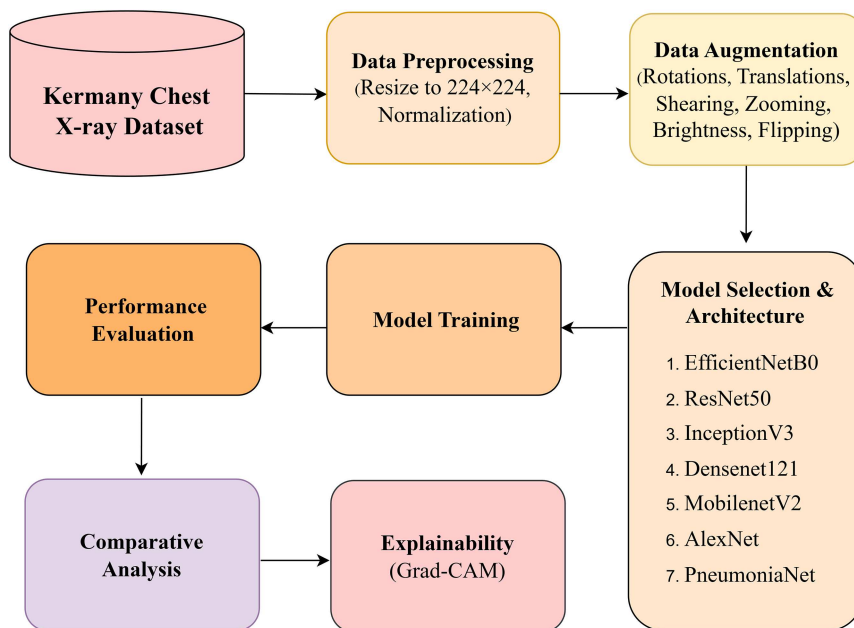 Kermany Chest
X-ray Dataset
Data Preprocessing
(Resize to 224×224,
Normalization)
Data Augmentation
(Rotations, Translations,
Shearing, Zooming,
Brightness, Flipping)
Model Selection &
Architecture
1. EfficientNetB0
2. ResNet50
3. InceptionV3
4. Densenet121
5. MobilenetV2
6. AlexNet
7. PneumoniaNet
Model Training
Performance
Evaluation
Comparative
Analysis
Explainability
(Grad-CAM)